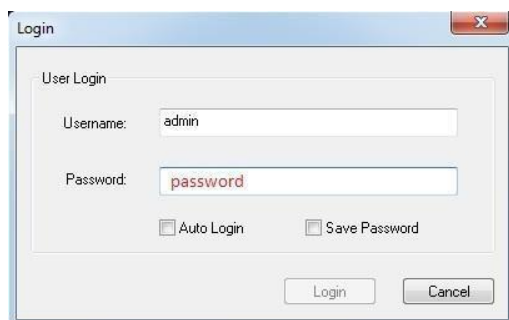 Login
User Login
Username: admin
Password: password
Auto Login Save Password
Login Cancel